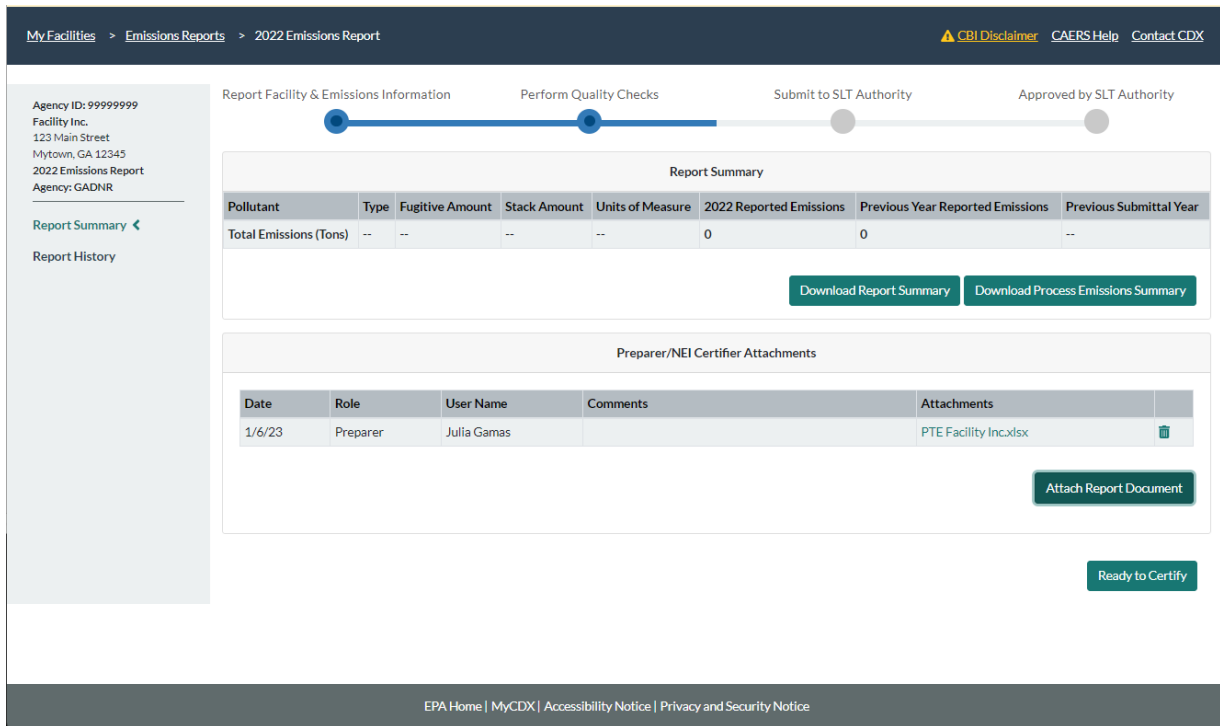 My Facilities > Emissions Reports > 2022 Emissions Report CBI Disclaimer CAERS Help Contact CDX
Agency ID: 99999999
Facility Inc.
123 Main Street
Mytown, GA 12345
2022 Emissions Report
Agency: GADNR
Report Summary
Report History
Report Facility & Emissions Information Perform Quality Checks Submit to SLT Authority Approved by SLT Authority
Report Summary
Pollutant Type Fugitive Amount Stack Amount Units of Measure 2022 Reported Emissions Previous Year Reported Emissions Previous Submittal Year
Total Emissions (Tons) -- -- -- -- 0 0 --
Download Report Summary Download Process Emissions Summary
Preparer/NEI Certifier Attachments
Date Role User Name Comments Attachments
1/6/23 Preparer Julia Gamas PTE Facility Inc.xlsx
Attach Report Document
Ready to Certify
EPA Home | MyCDX | Accessibility Notice | Privacy and Security Notice